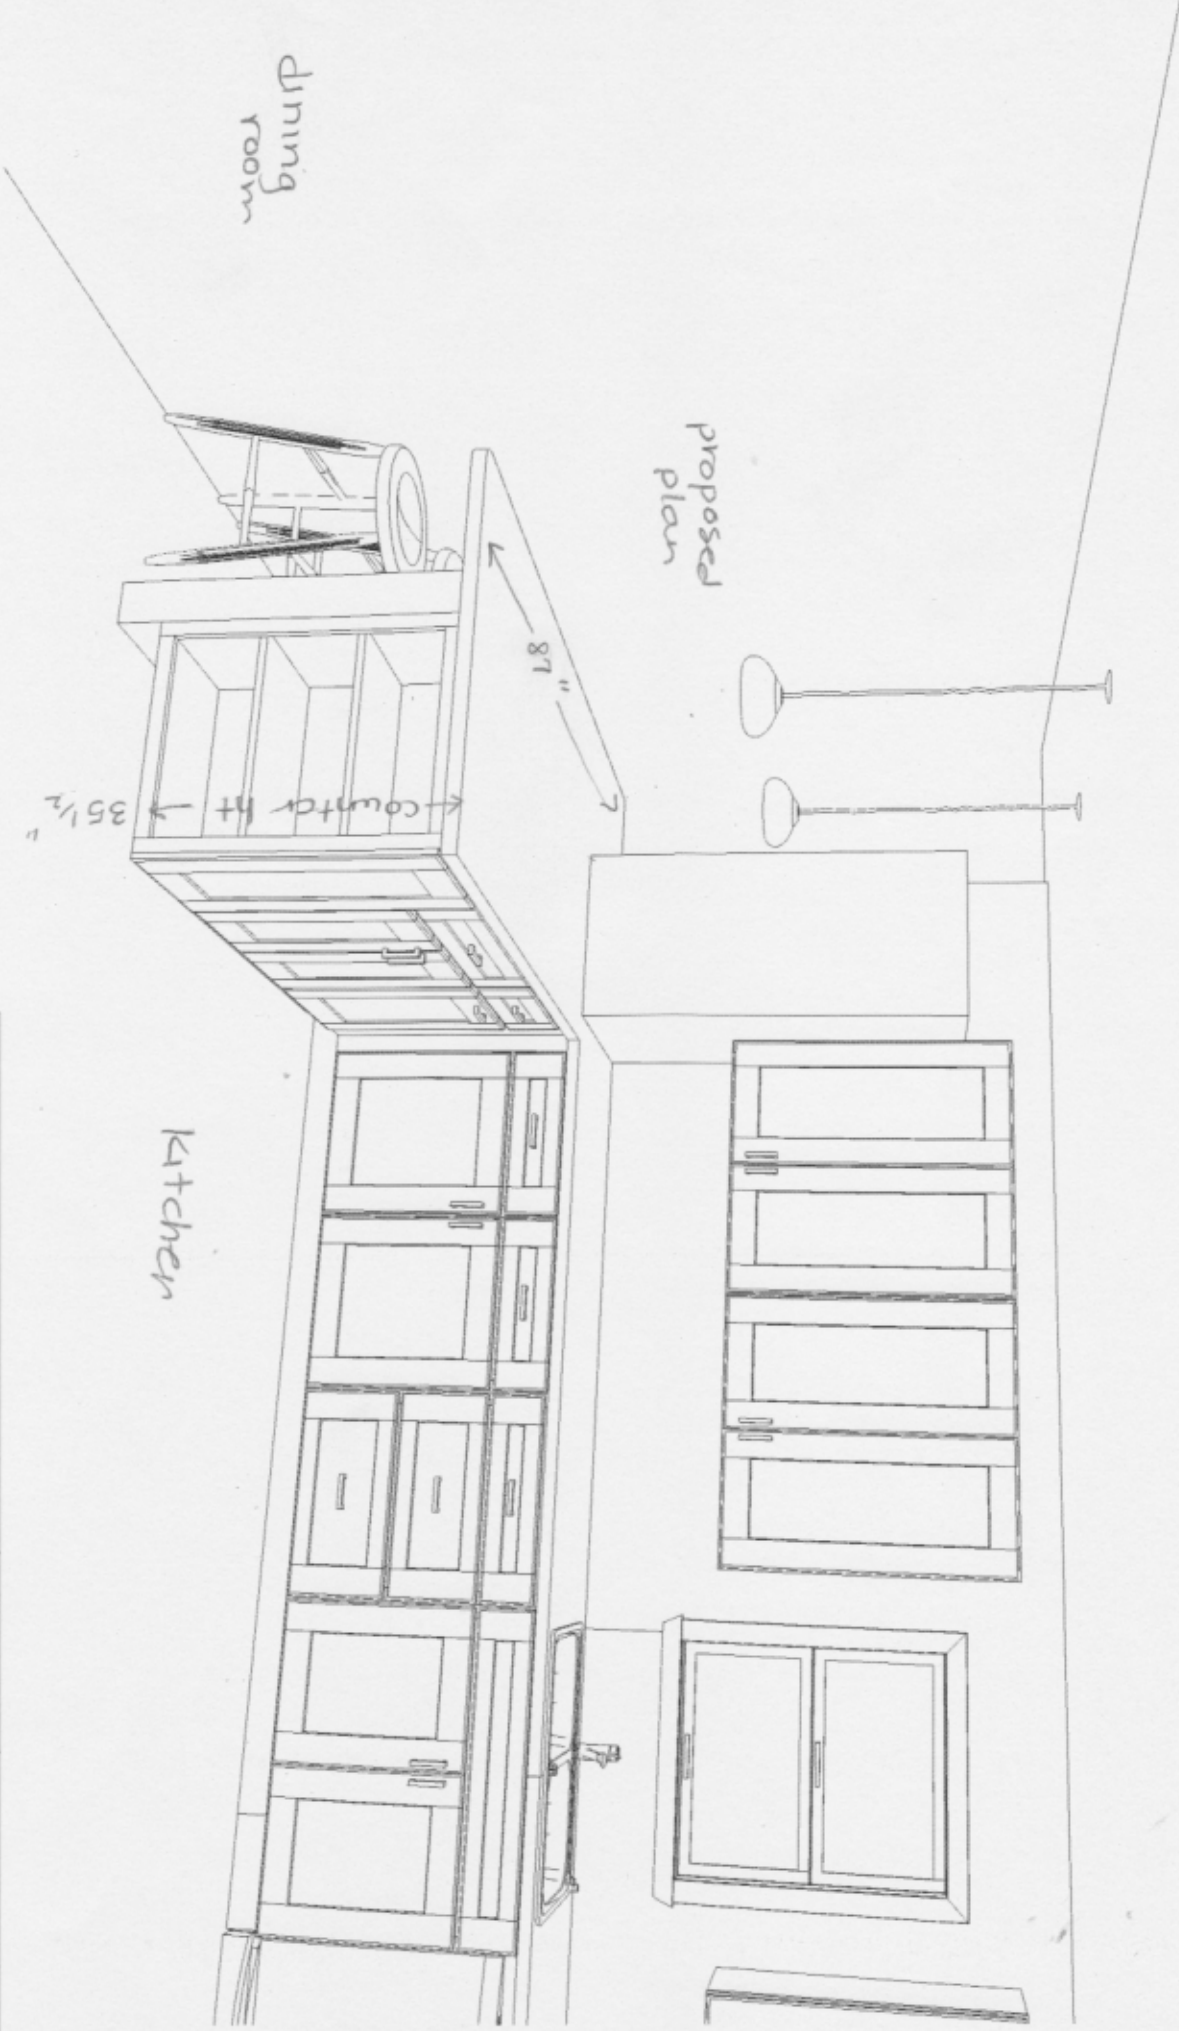 dining
room
proposed
plan
87"
counter ht 35 1/2"
kitchen